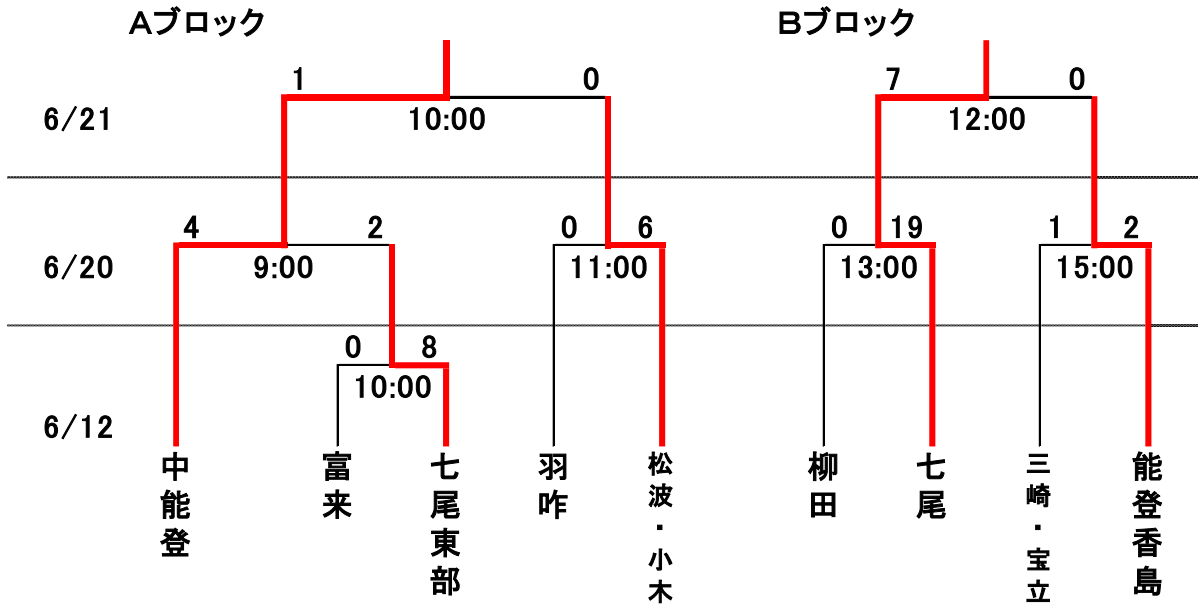 Aブロック
Bブロック
1 0 7 0
6/21
10:00 12:00
4 2 0 6 0 19 1 2
6/20
9:00 11:00 13:00 15:00
0 8
10:00
6/12
中能登
富来
七尾東部
羽咋
松波・小木
柳田
七尾
三崎・宝立
能登香島